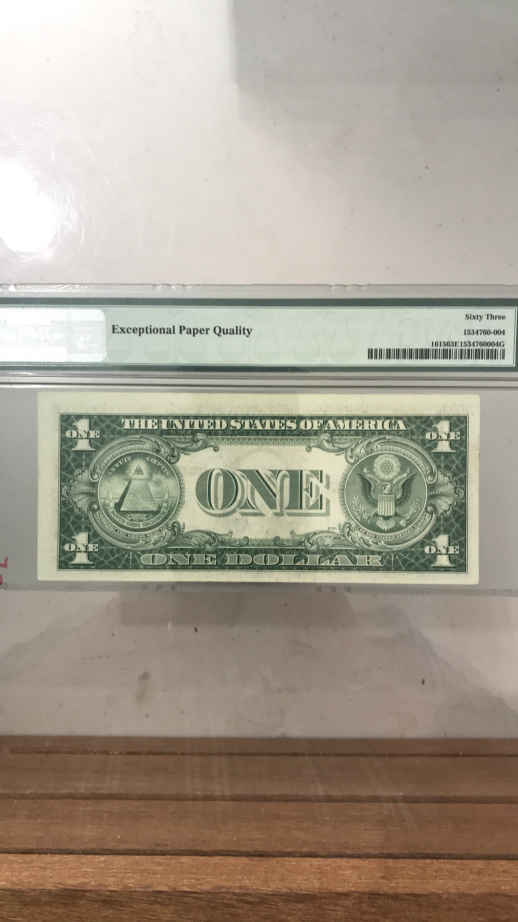 Sixty Three
Exceptional Paper Quality
1534760-004
161563E1534760004G
THE UNITED STATES OF AMERICA
ONE ONE
ONE
ONE ONE
ONE DOLLAR